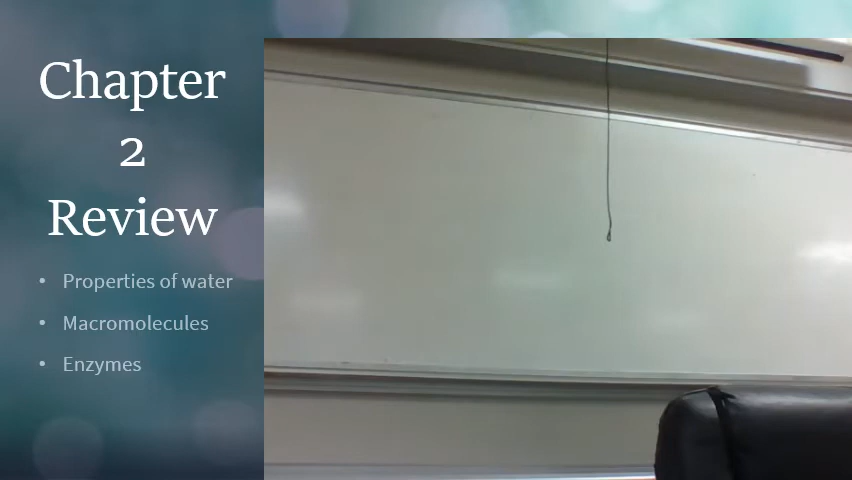 Chapter
2
Review
• Properties of water
• Macromolecules
• Enzymes